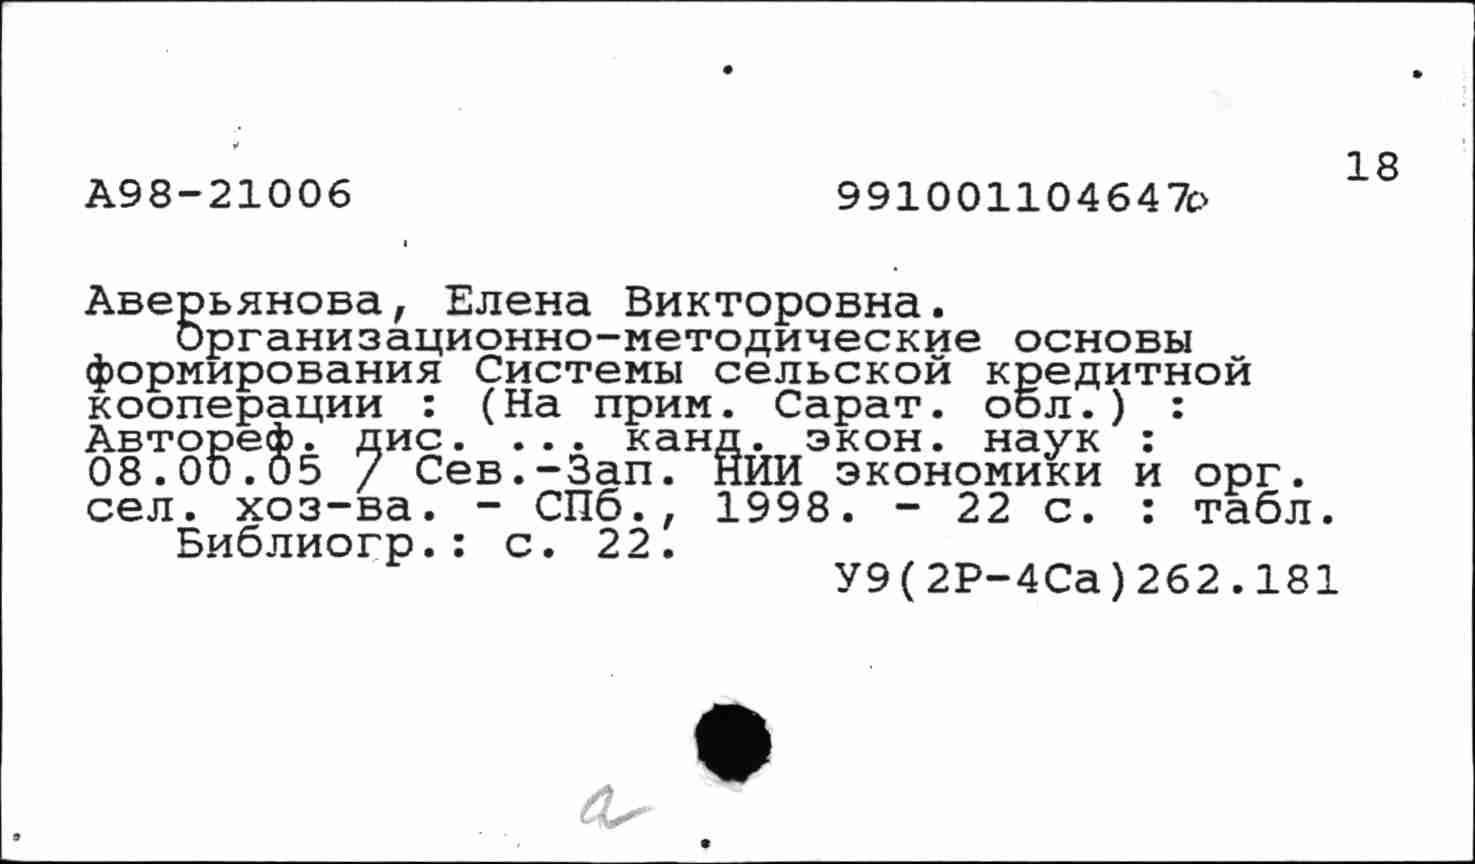 18
А98-21006 9910011046470
Аверьянова, Елена Викторовна.
Организационно-методические основы
формирования Системы сельской кредитной
кооперации : (На прим. Сарат. обл.) :
Автореф. дис. ... канд. экон. наук :
08.00.05 / Сев.-Зап. НИИ экономики и орг.
сел. хоз-ва. - СПб., 1998. - 22 с. : табл.
Библиогр.: с. 22.
У9(2Р-4Са)262.181
а